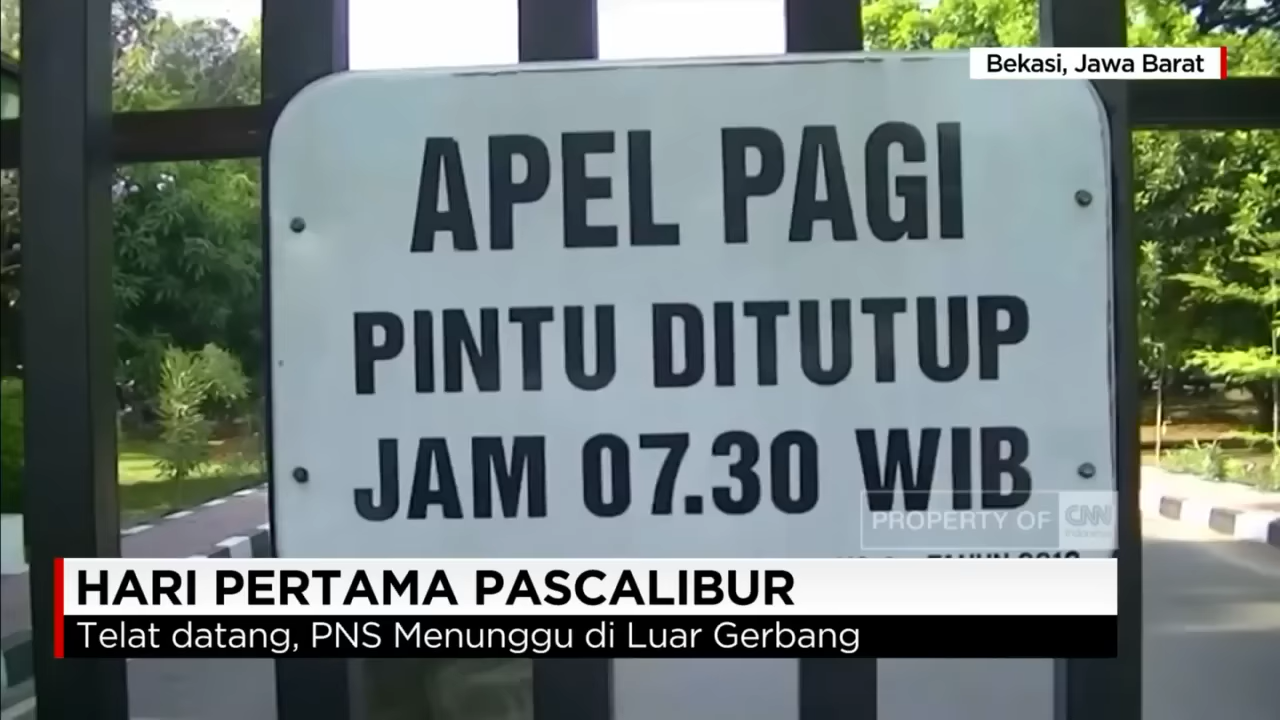 Bekasi, Jawa Barat
APEL PAGI
PINTU DITUTUP
JAM 07.30 WIB
PROPERTY OF CNN Indonesia
HARI PERTAMA PASCALIBUR
Telat datang, PNS Menunggu di Luar Gerbang